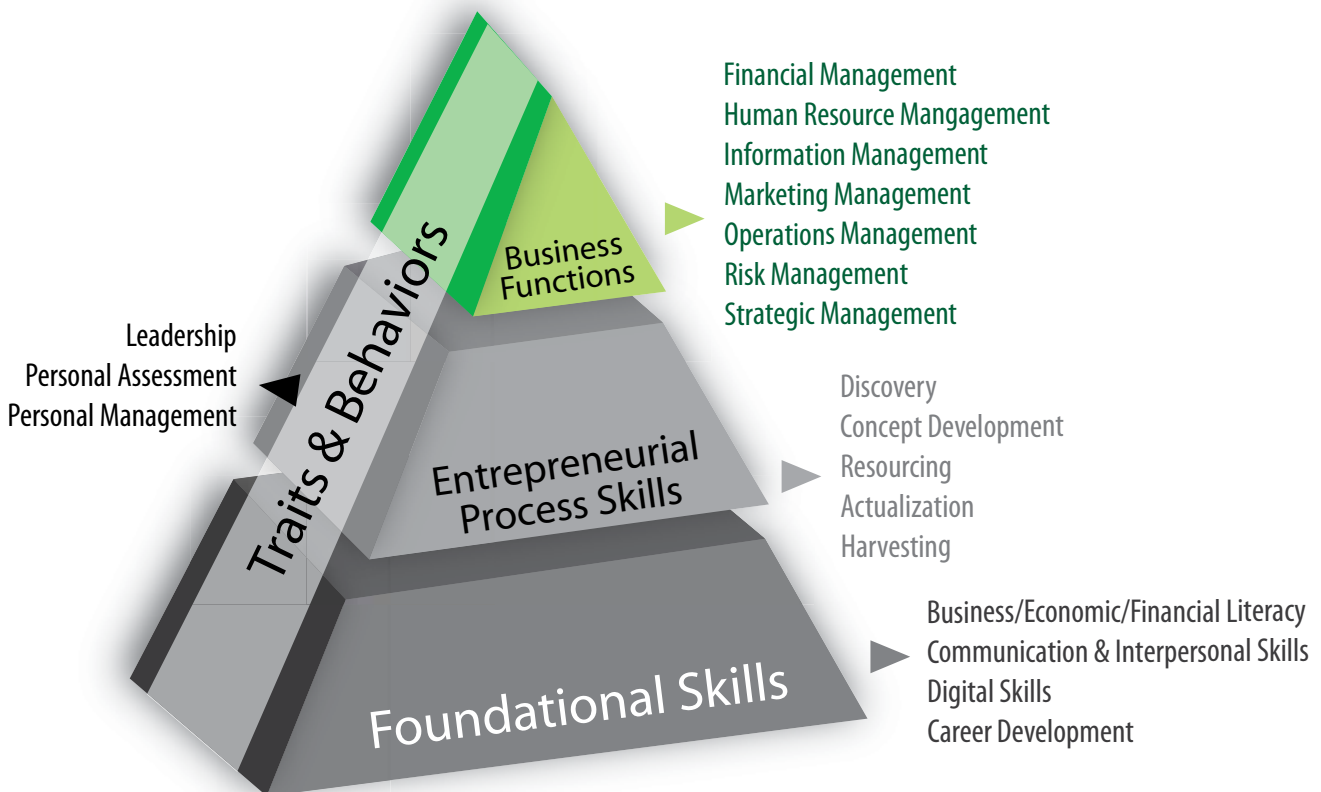 Financial Management
Human Resource Mangagement
Information Management
Marketing Management
Operations Management
Risk Management
Strategic Management
Business
Functions
Traits & Behaviors
Leadership
Personal Assessment
Personal Management
Entrepreneurial
Process Skills
Discovery
Concept Development
Resourcing
Actualization
Harvesting
Foundational Skills
Business/Economic/Financial Literacy
Communication & Interpersonal Skills
Digital Skills
Career Development